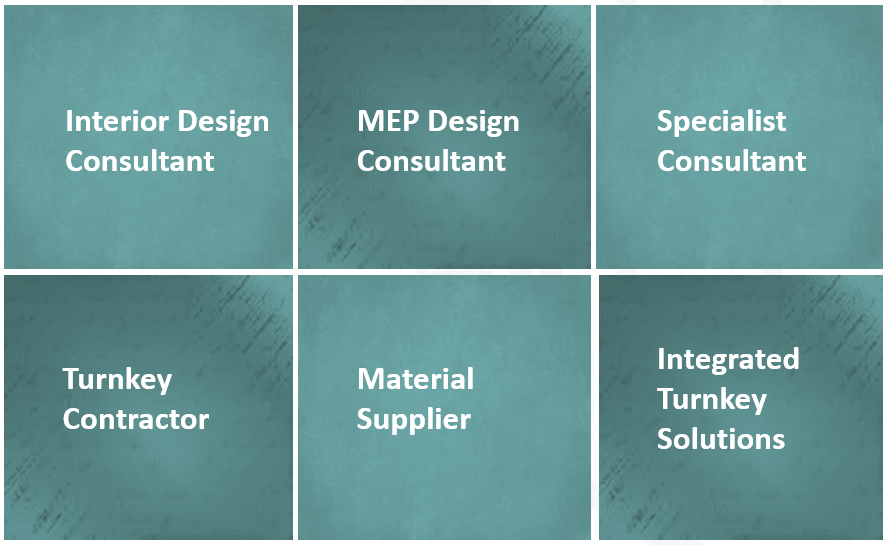 Interior Design
Consultant
MEP Design
Consultant
Specialist
Consultant
Turnkey
Contractor
Material
Supplier
Integrated
Turnkey
Solutions